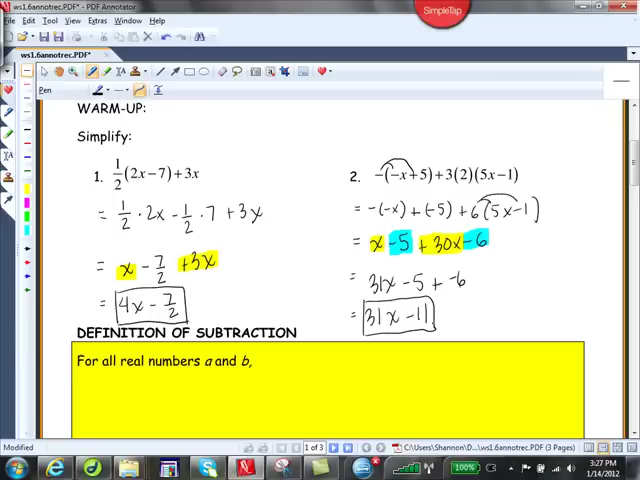 ws1.6annotrec.PDF* - PDF Annotator
SimpleTap
File Edit View Tool Extras Window Help
ws1.6annotrec.PDF* ×
Pen
WARM-UP:
Simplify:
1. 1/2(2x−7)+3x
= 1/2 · 2x − 1/2 · 7 + 3x
= x − 7/2 + 3x
= 4x − 7/2
2. −(−x+5)+3(2)(5x−1)
= −(−x) + (−5) + 6(5x−1)
= x −5 + 30x −6
= 31x − 5 + −6
= 31x − 11
DEFINITION OF SUBTRACTION
For all real numbers a and b,
Modified
1 of 3
C:\Users\Shannon\D... ws1.6annotrec.PDF (3 Pages)
100%
3:27 PM
1/14/2012